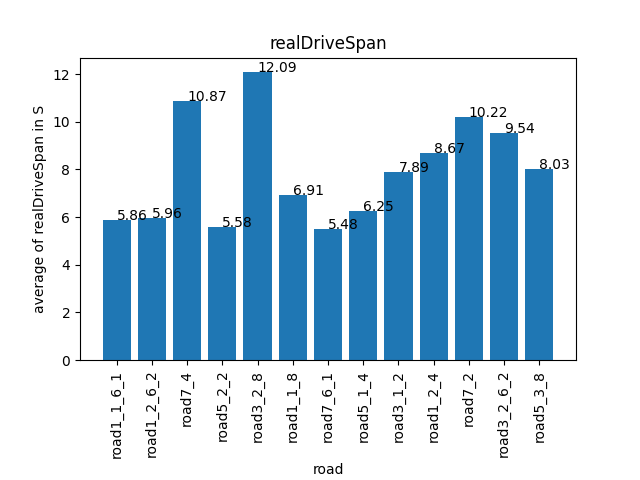 realDriveSpan
average of realDriveSpan in S
12
10
8
6
4
2
0
5.86
5.96
10.87
5.58
12.09
6.91
5.48
6.25
7.89
8.67
10.22
9.54
8.03
road1_1_6_1
road1_2_6_2
road7_4
road5_2_2
road3_2_8
road1_1_8
road7_6_1
road5_1_4
road3_1_2
road1_2_4
road7_2
road3_2_6_2
road5_3_8
road